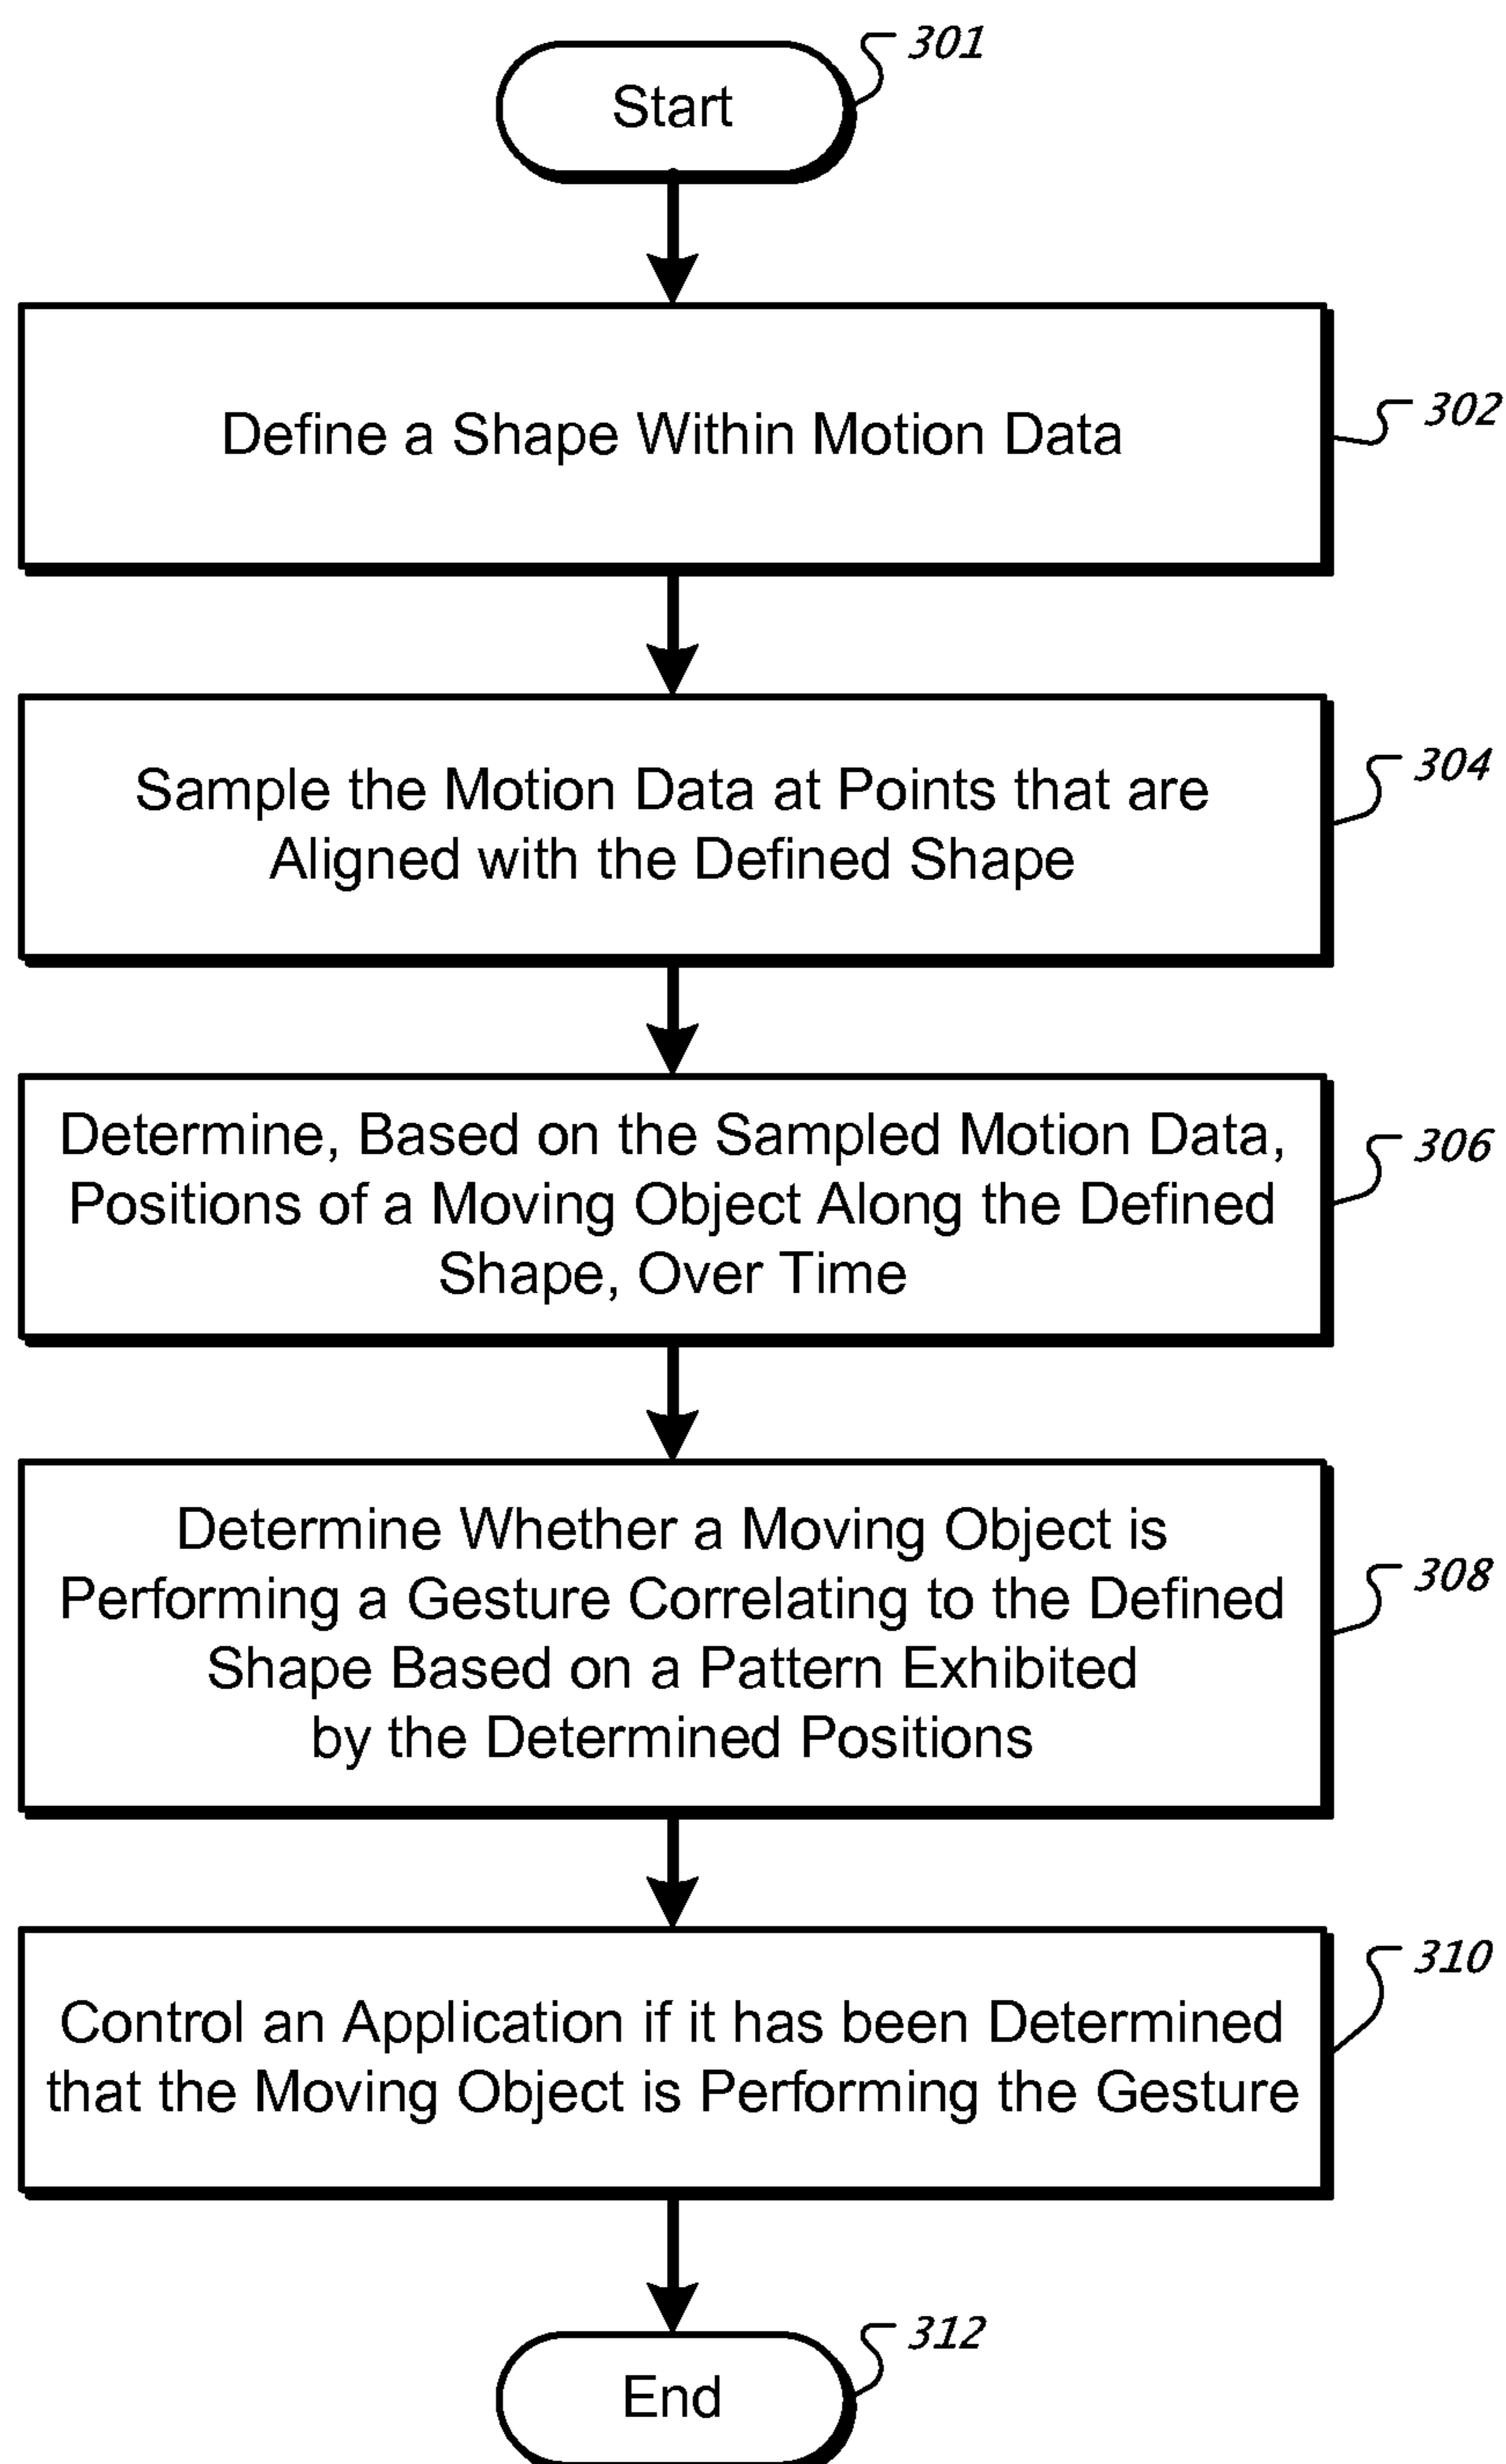 301
Start
302
Define a Shape Within Motion Data
304
Sample the Motion Data at Points that are
Aligned with the Defined Shape
306
Determine, Based on the Sampled Motion Data,
Positions of a Moving Object Along the Defined
Shape, Over Time
308
Determine Whether a Moving Object is
Performing a Gesture Correlating to the Defined
Shape Based on a Pattern Exhibited
by the Determined Positions
310
Control an Application if it has been Determined
that the Moving Object is Performing the Gesture
312
End